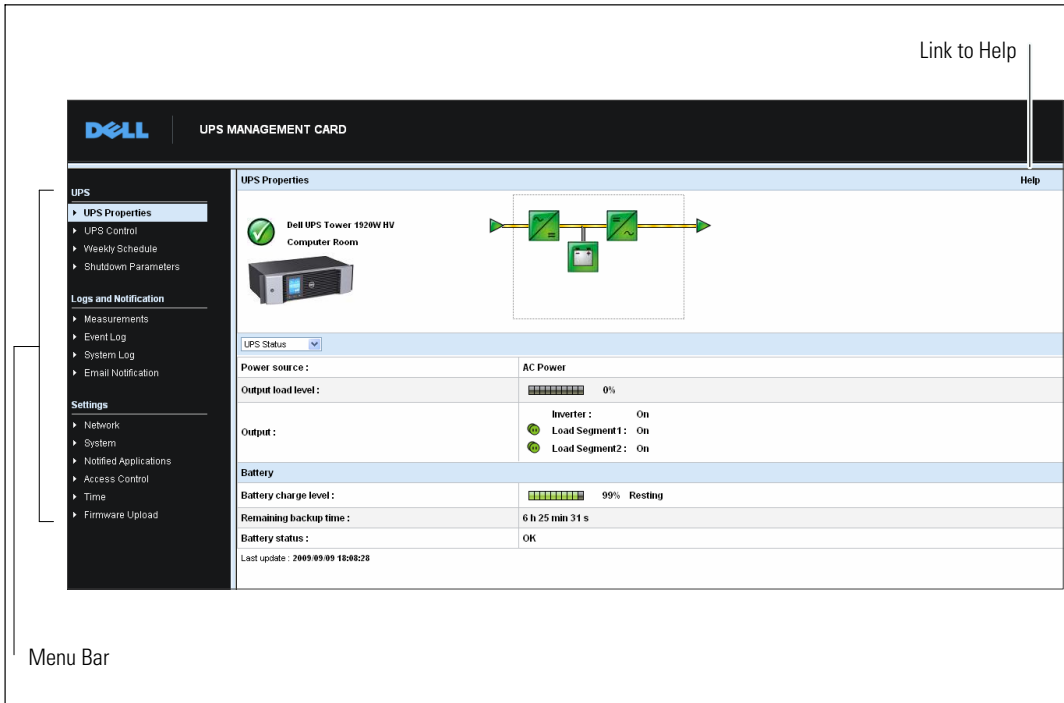 Link to Help
DELL
UPS MANAGEMENT CARD
UPS
UPS Properties
UPS Control
Weekly Schedule
Shutdown Parameters
Logs and Notification
Measurements
Event Log
System Log
Email Notification
Settings
Network
System
Notified Applications
Access Control
Time
Firmware Upload
UPS Properties Help
Dell UPS Tower 1920W HV
Computer Room
UPS Status
Power source : AC Power
Output load level : 0%
Output :
Inverter : On
Load Segment1 : On
Load Segment2 : On
Battery
Battery charge level : 99% Resting
Remaining backup time : 6 h 25 min 31 s
Battery status : OK
Last update : 2009/09/09 18:08:28
Menu Bar